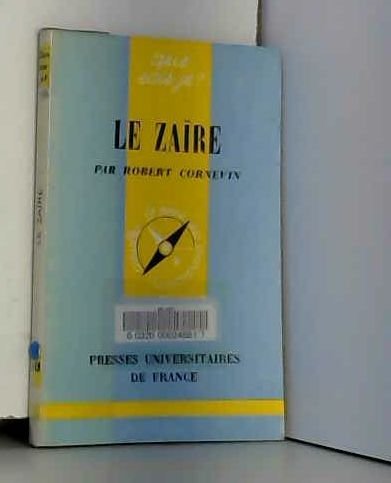 Que
sais-je?
LE ZAÏRE
PAR ROBERT CORNEVIN
PRESSES UNIVERSITAIRES
DE FRANCE
LE ZAÏRE